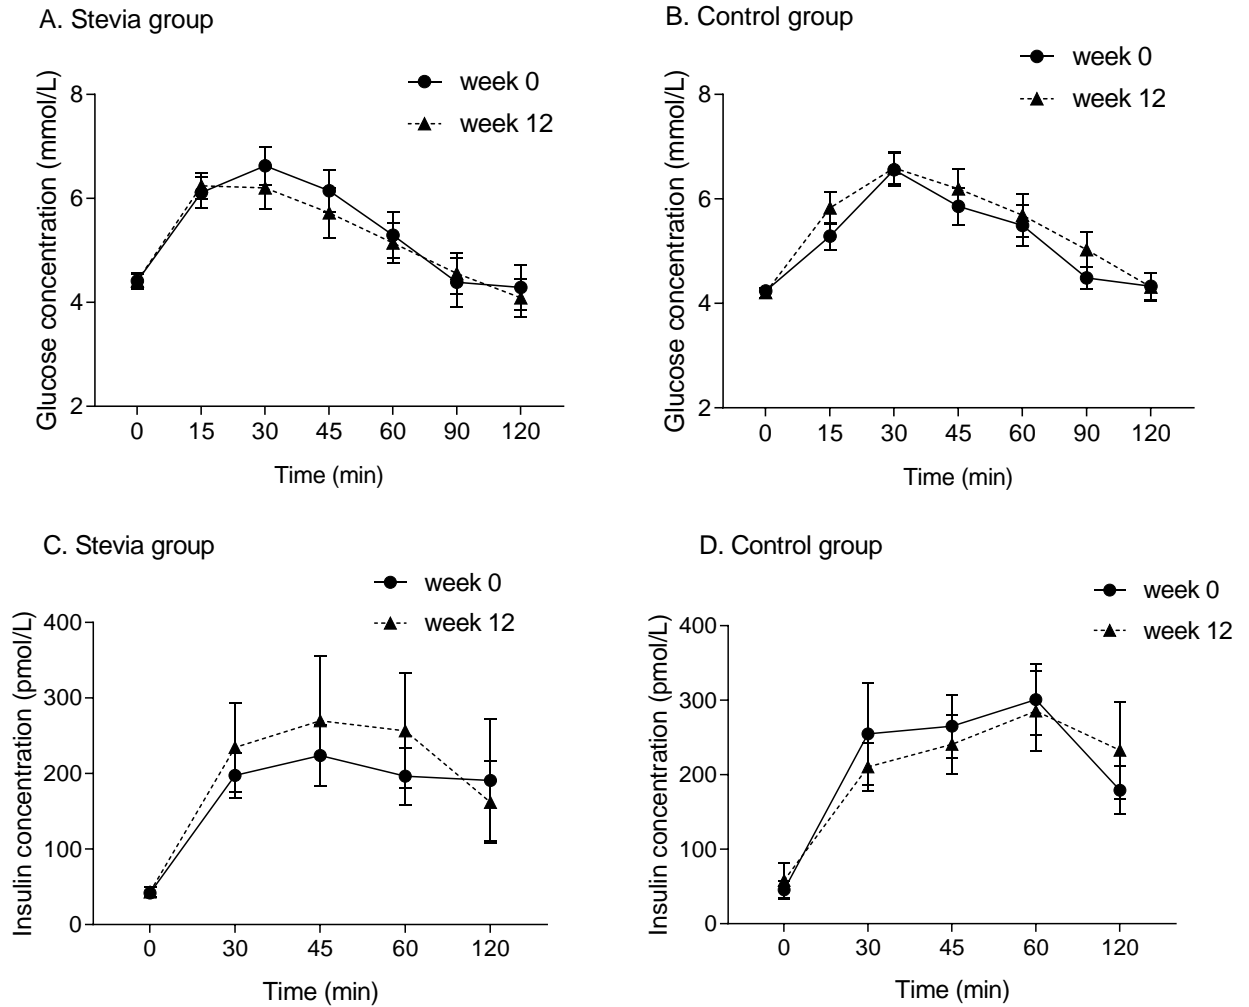 A. Stevia group
week 0
week 12
Glucose concentration (mmol/L)
8
6
4
2
0 15 30 45 60 90 120
Time (min)
B. Control group
week 0
week 12
Glucose concentration (mmol/L)
8
6
4
2
0 15 30 45 60 90 120
Time (min)
C. Stevia group
week 0
week 12
Insulin concentration (pmol/L)
400
300
200
100
0
0 30 45 60 120
Time (min)
D. Control group
week 0
week 12
Insulin concentration (pmol/L)
400
300
200
100
0
0 30 45 60 120
Time (min)